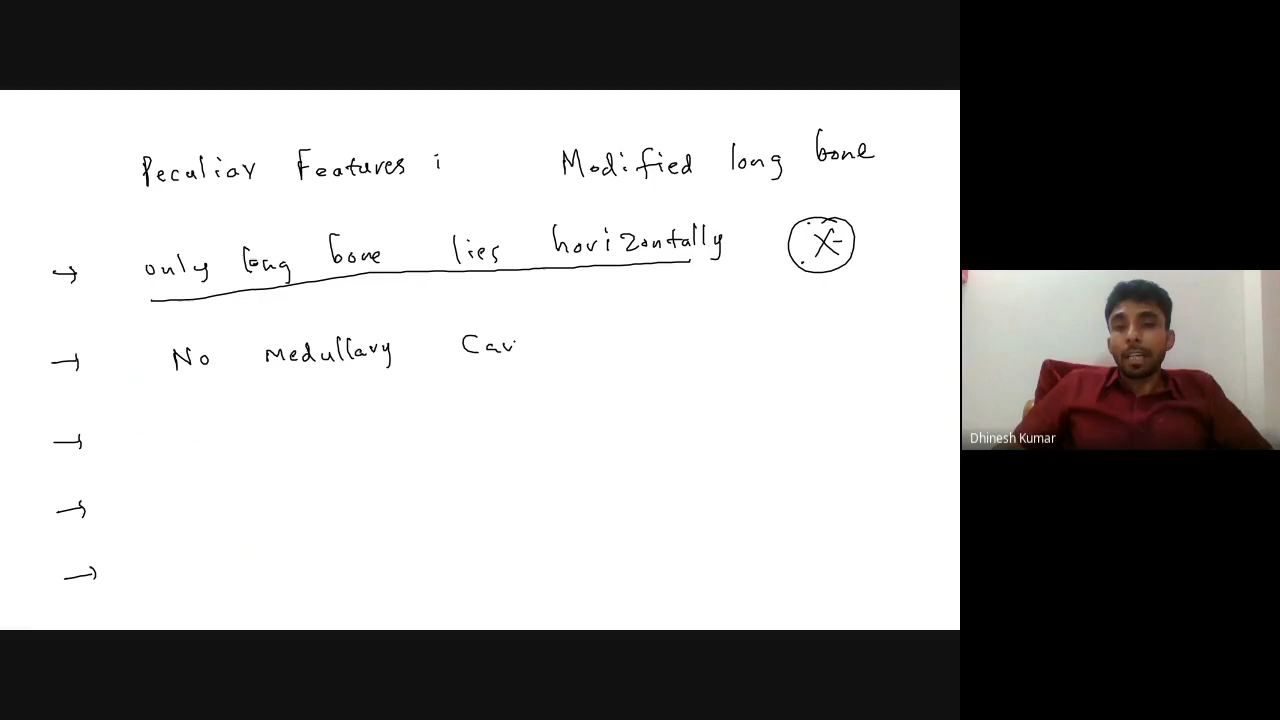 Peculiar Features : Modified long bone
→ only long bone lies horizontally X
→ No Medullary Cav
→
→
→
Dhinesh Kumar